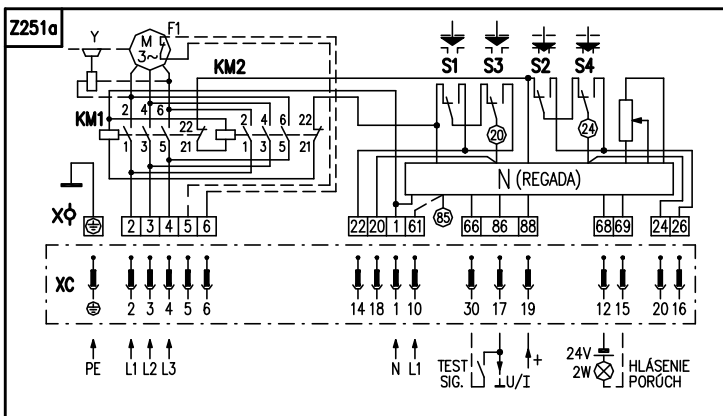 Z251a
Y
M
3~
F1
KM2
S1 S3 S2 S4
KM1
2 4 6
22
2 4 6 22
1 3 5 21
1 3 5 21
20
24
N (REGADA)
X
2 3 4 5 6
22 20 1 61
85
66 86 88
68 69
24 26
XC
2 3 4 5 6
14 18 1 10
30 17 19
12 15
20 16
PE
L1 L2 L3
N L1
TEST
SIG.
⊥U/I
+
24V
2W
HLÁSENIE
PORÚCH